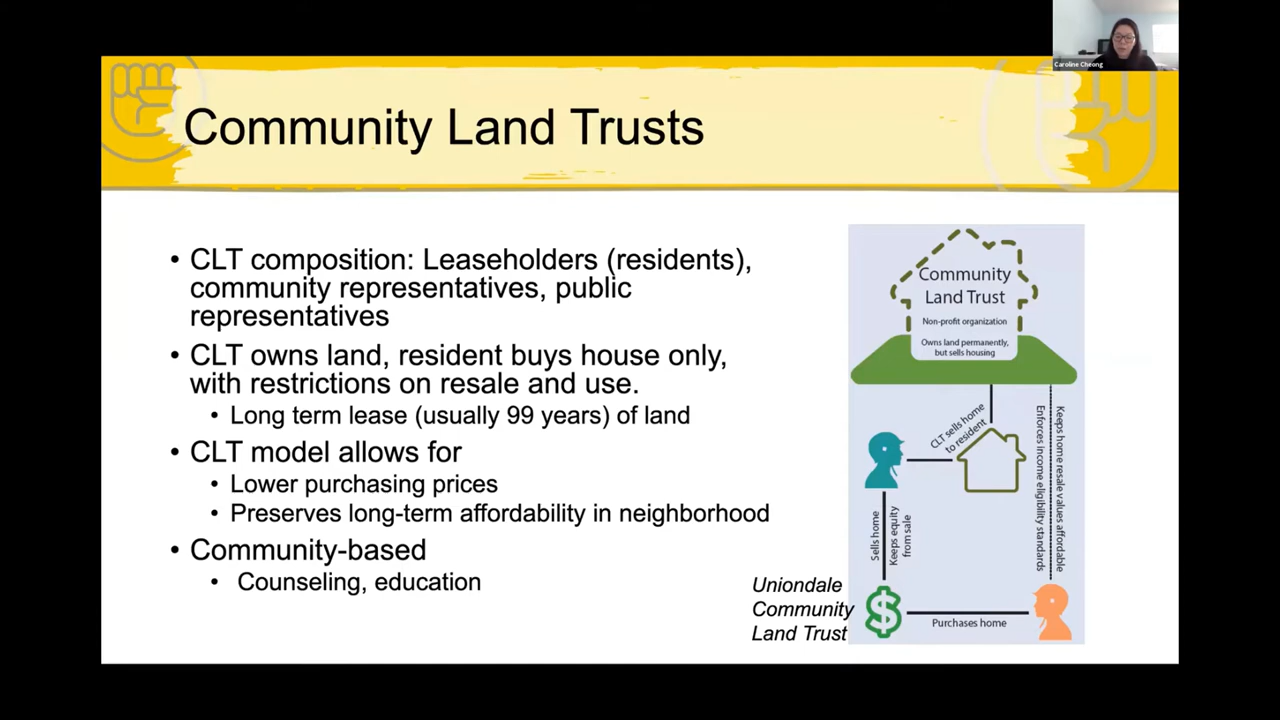 Caroline Cheong
Community Land Trusts
• CLT composition: Leaseholders (residents),
community representatives, public
representatives
• CLT owns land, resident buys house only,
with restrictions on resale and use.
• Long term lease (usually 99 years) of land
• CLT model allows for
• Lower purchasing prices
• Preserves long-term affordability in neighborhood
• Community-based
• Counseling, education
Community
Land Trust
Non-profit organization
Owns land permanently,
but sells housing
CLT sells home
to resident
Keeps home resale values affordable
Enforces income eligibility standards
Sells home
Keeps equity
from sale
$
Purchases home
Uniondale
Community
Land Trust